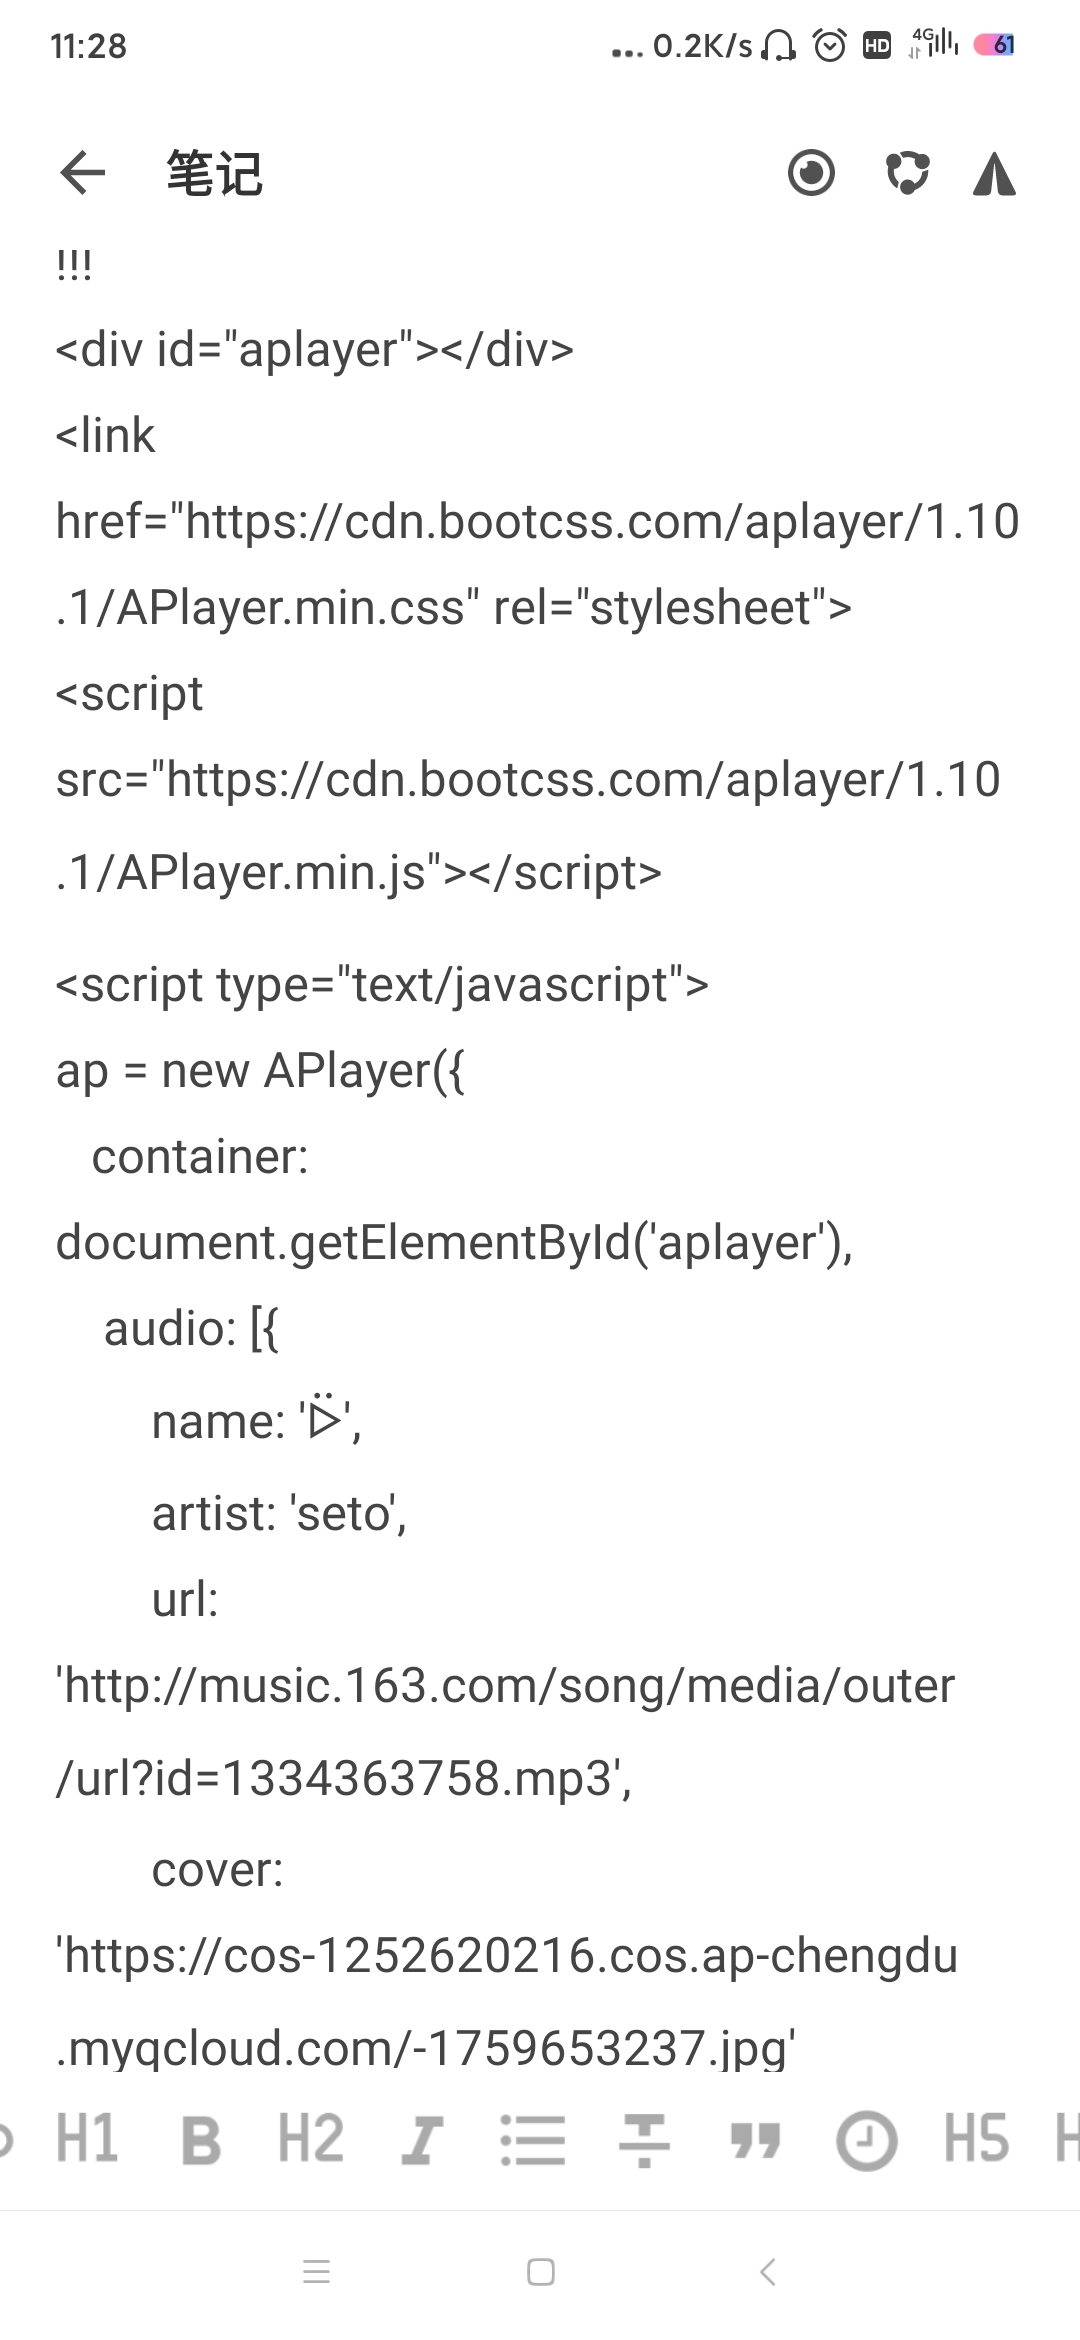 11:28
... 0.2K/s HD 4G 61
笔记
!!!
<div id="aplayer"></div>
<link
href="https://cdn.bootcss.com/aplayer/1.10
.1/APlayer.min.css" rel="stylesheet">
<script
src="https://cdn.bootcss.com/aplayer/1.10
.1/APlayer.min.js"></script>
<script type="text/javascript">
ap = new APlayer({
container:
document.getElementById('aplayer'),
audio: [{
name: 'ᐅ̈',
artist: 'seto',
url:
'http://music.163.com/song/media/outer
/url?id=1334363758.mp3',
cover:
'https://cos-1252620216.cos.ap-chengdu
.myqcloud.com/-1759653237.jpg'
H1 B H2 I T " H5 H